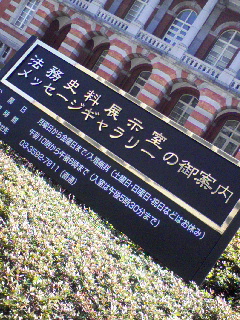 法務史料展示室の御案内
メッセージギャラリー
月曜日から金曜日まで/入場無料(土曜日・日曜日・祝日などはお休み)
午前10時から午後6時まで(入室は午後5時30分まで)
03-3592-7911(直通)